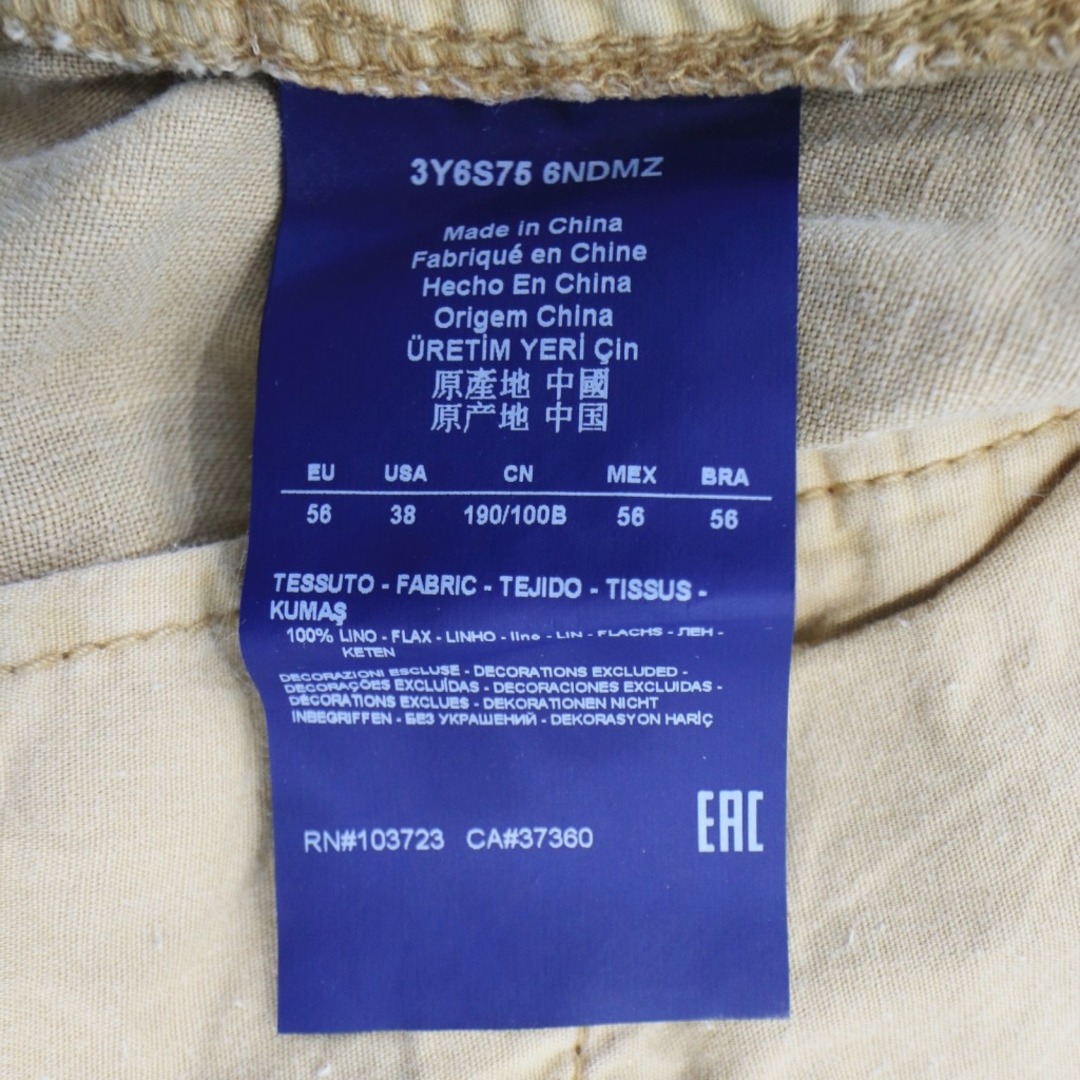 3Y6S75 6NDMZ
Made in China
Fabriqué en Chine
Hecho En China
Origem China
ÜRETİM YERİ Çin
原產地 中國
原产地 中国
EU USA CN MEX BRA
56 38 190/100B 56 56
TESSUTO - FABRIC - TEJIDO - TISSUS -
KUMAŞ
100% LINO - FLAX - LINHO - lino - LIN - FLACHS - ЛЕН -
KETEN
DECORAZIONI ESCLUSE - DECORATIONS EXCLUDED -
DECORAÇÕES EXCLUÍDAS - DECORACIONES EXCLUIDAS -
DÉCORATIONS EXCLUES - DEKORATIONEN NICHT
INBEGRIFFEN - БЕЗ УКРАШЕНИЙ - DEKORASYON HARİÇ
EAC
RN#103723 CA#37360